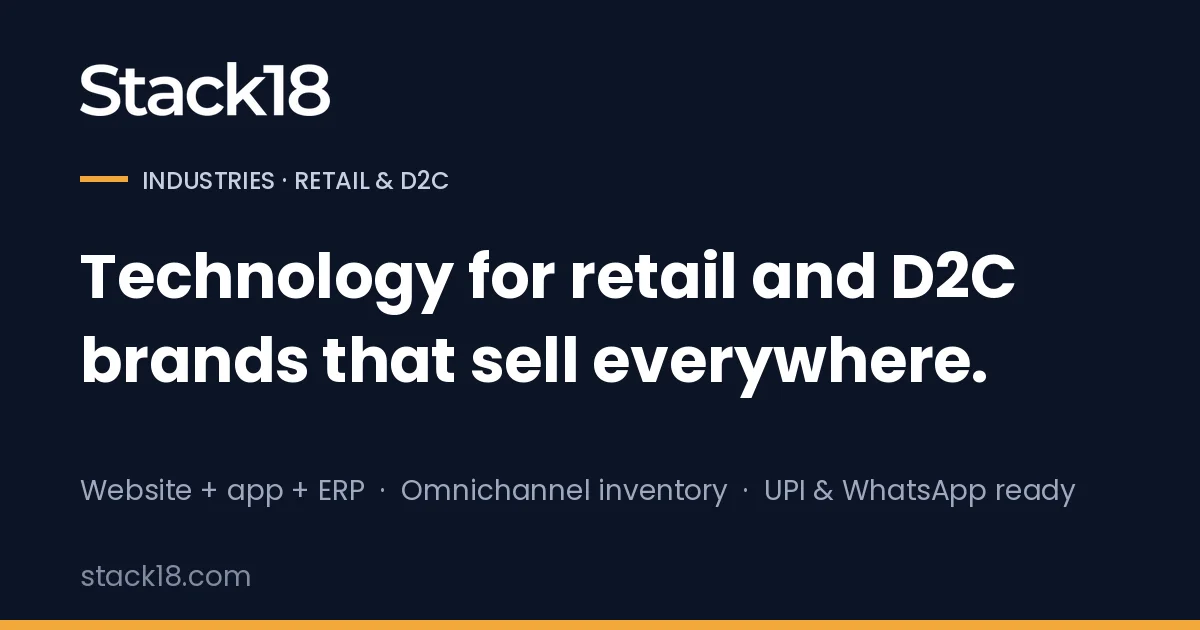 Stack18
INDUSTRIES · RETAIL & D2C
Technology for retail and D2C
brands that sell everywhere.
Website + app + ERP · Omnichannel inventory · UPI & WhatsApp ready
stack18.com